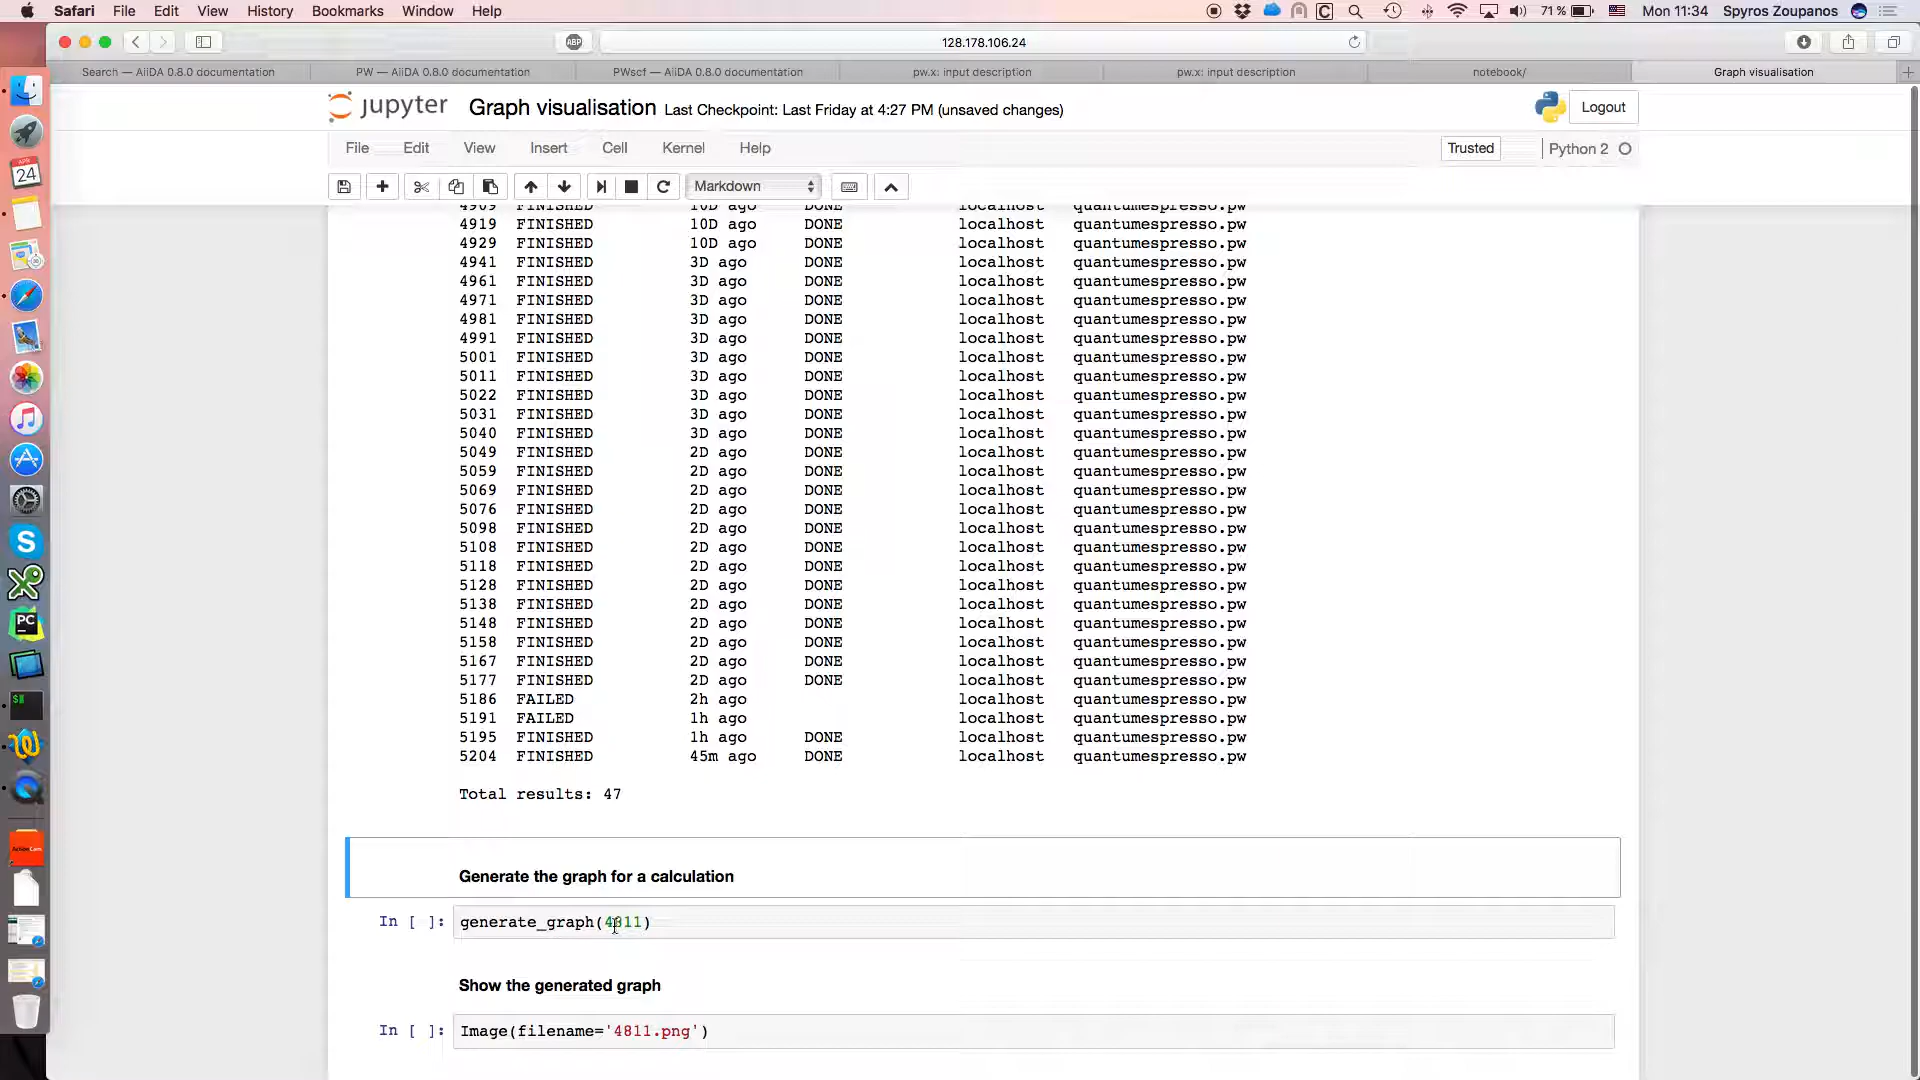 Safari File Edit View History Bookmarks Window Help 71% Mon 11:34 Spyros Zoupanos
ABP 128.178.106.24
Search — AiiDA 0.8.0 documentation PW — AiiDA 0.8.0 documentation PWscf — AiiDA 0.8.0 documentation pw.x: input description pw.x: input description notebook/ Graph visualisation
jupyter Graph visualisation Last Checkpoint: Last Friday at 4:27 PM (unsaved changes) Logout
File Edit View Insert Cell Kernel Help Trusted Python 2
Markdown
4909 FINISHED 10D ago DONE localhost quantumespresso.pw
4919 FINISHED 10D ago DONE localhost quantumespresso.pw
4929 FINISHED 10D ago DONE localhost quantumespresso.pw
4941 FINISHED 3D ago DONE localhost quantumespresso.pw
4961 FINISHED 3D ago DONE localhost quantumespresso.pw
4971 FINISHED 3D ago DONE localhost quantumespresso.pw
4981 FINISHED 3D ago DONE localhost quantumespresso.pw
4991 FINISHED 3D ago DONE localhost quantumespresso.pw
5001 FINISHED 3D ago DONE localhost quantumespresso.pw
5011 FINISHED 3D ago DONE localhost quantumespresso.pw
5022 FINISHED 3D ago DONE localhost quantumespresso.pw
5031 FINISHED 3D ago DONE localhost quantumespresso.pw
5040 FINISHED 3D ago DONE localhost quantumespresso.pw
5049 FINISHED 2D ago DONE localhost quantumespresso.pw
5059 FINISHED 2D ago DONE localhost quantumespresso.pw
5069 FINISHED 2D ago DONE localhost quantumespresso.pw
5076 FINISHED 2D ago DONE localhost quantumespresso.pw
5098 FINISHED 2D ago DONE localhost quantumespresso.pw
5108 FINISHED 2D ago DONE localhost quantumespresso.pw
5118 FINISHED 2D ago DONE localhost quantumespresso.pw
5128 FINISHED 2D ago DONE localhost quantumespresso.pw
5138 FINISHED 2D ago DONE localhost quantumespresso.pw
5148 FINISHED 2D ago DONE localhost quantumespresso.pw
5158 FINISHED 2D ago DONE localhost quantumespresso.pw
5167 FINISHED 2D ago DONE localhost quantumespresso.pw
5177 FINISHED 2D ago DONE localhost quantumespresso.pw
5186 FAILED 2h ago localhost quantumespresso.pw
5191 FAILED 1h ago localhost quantumespresso.pw
5195 FINISHED 1h ago DONE localhost quantumespresso.pw
5204 FINISHED 45m ago DONE localhost quantumespresso.pw
Total results: 47
Generate the graph for a calculation
In [ ]: generate_graph(4811)
Show the generated graph
In [ ]: Image(filename='4811.png')
APR
24
PC